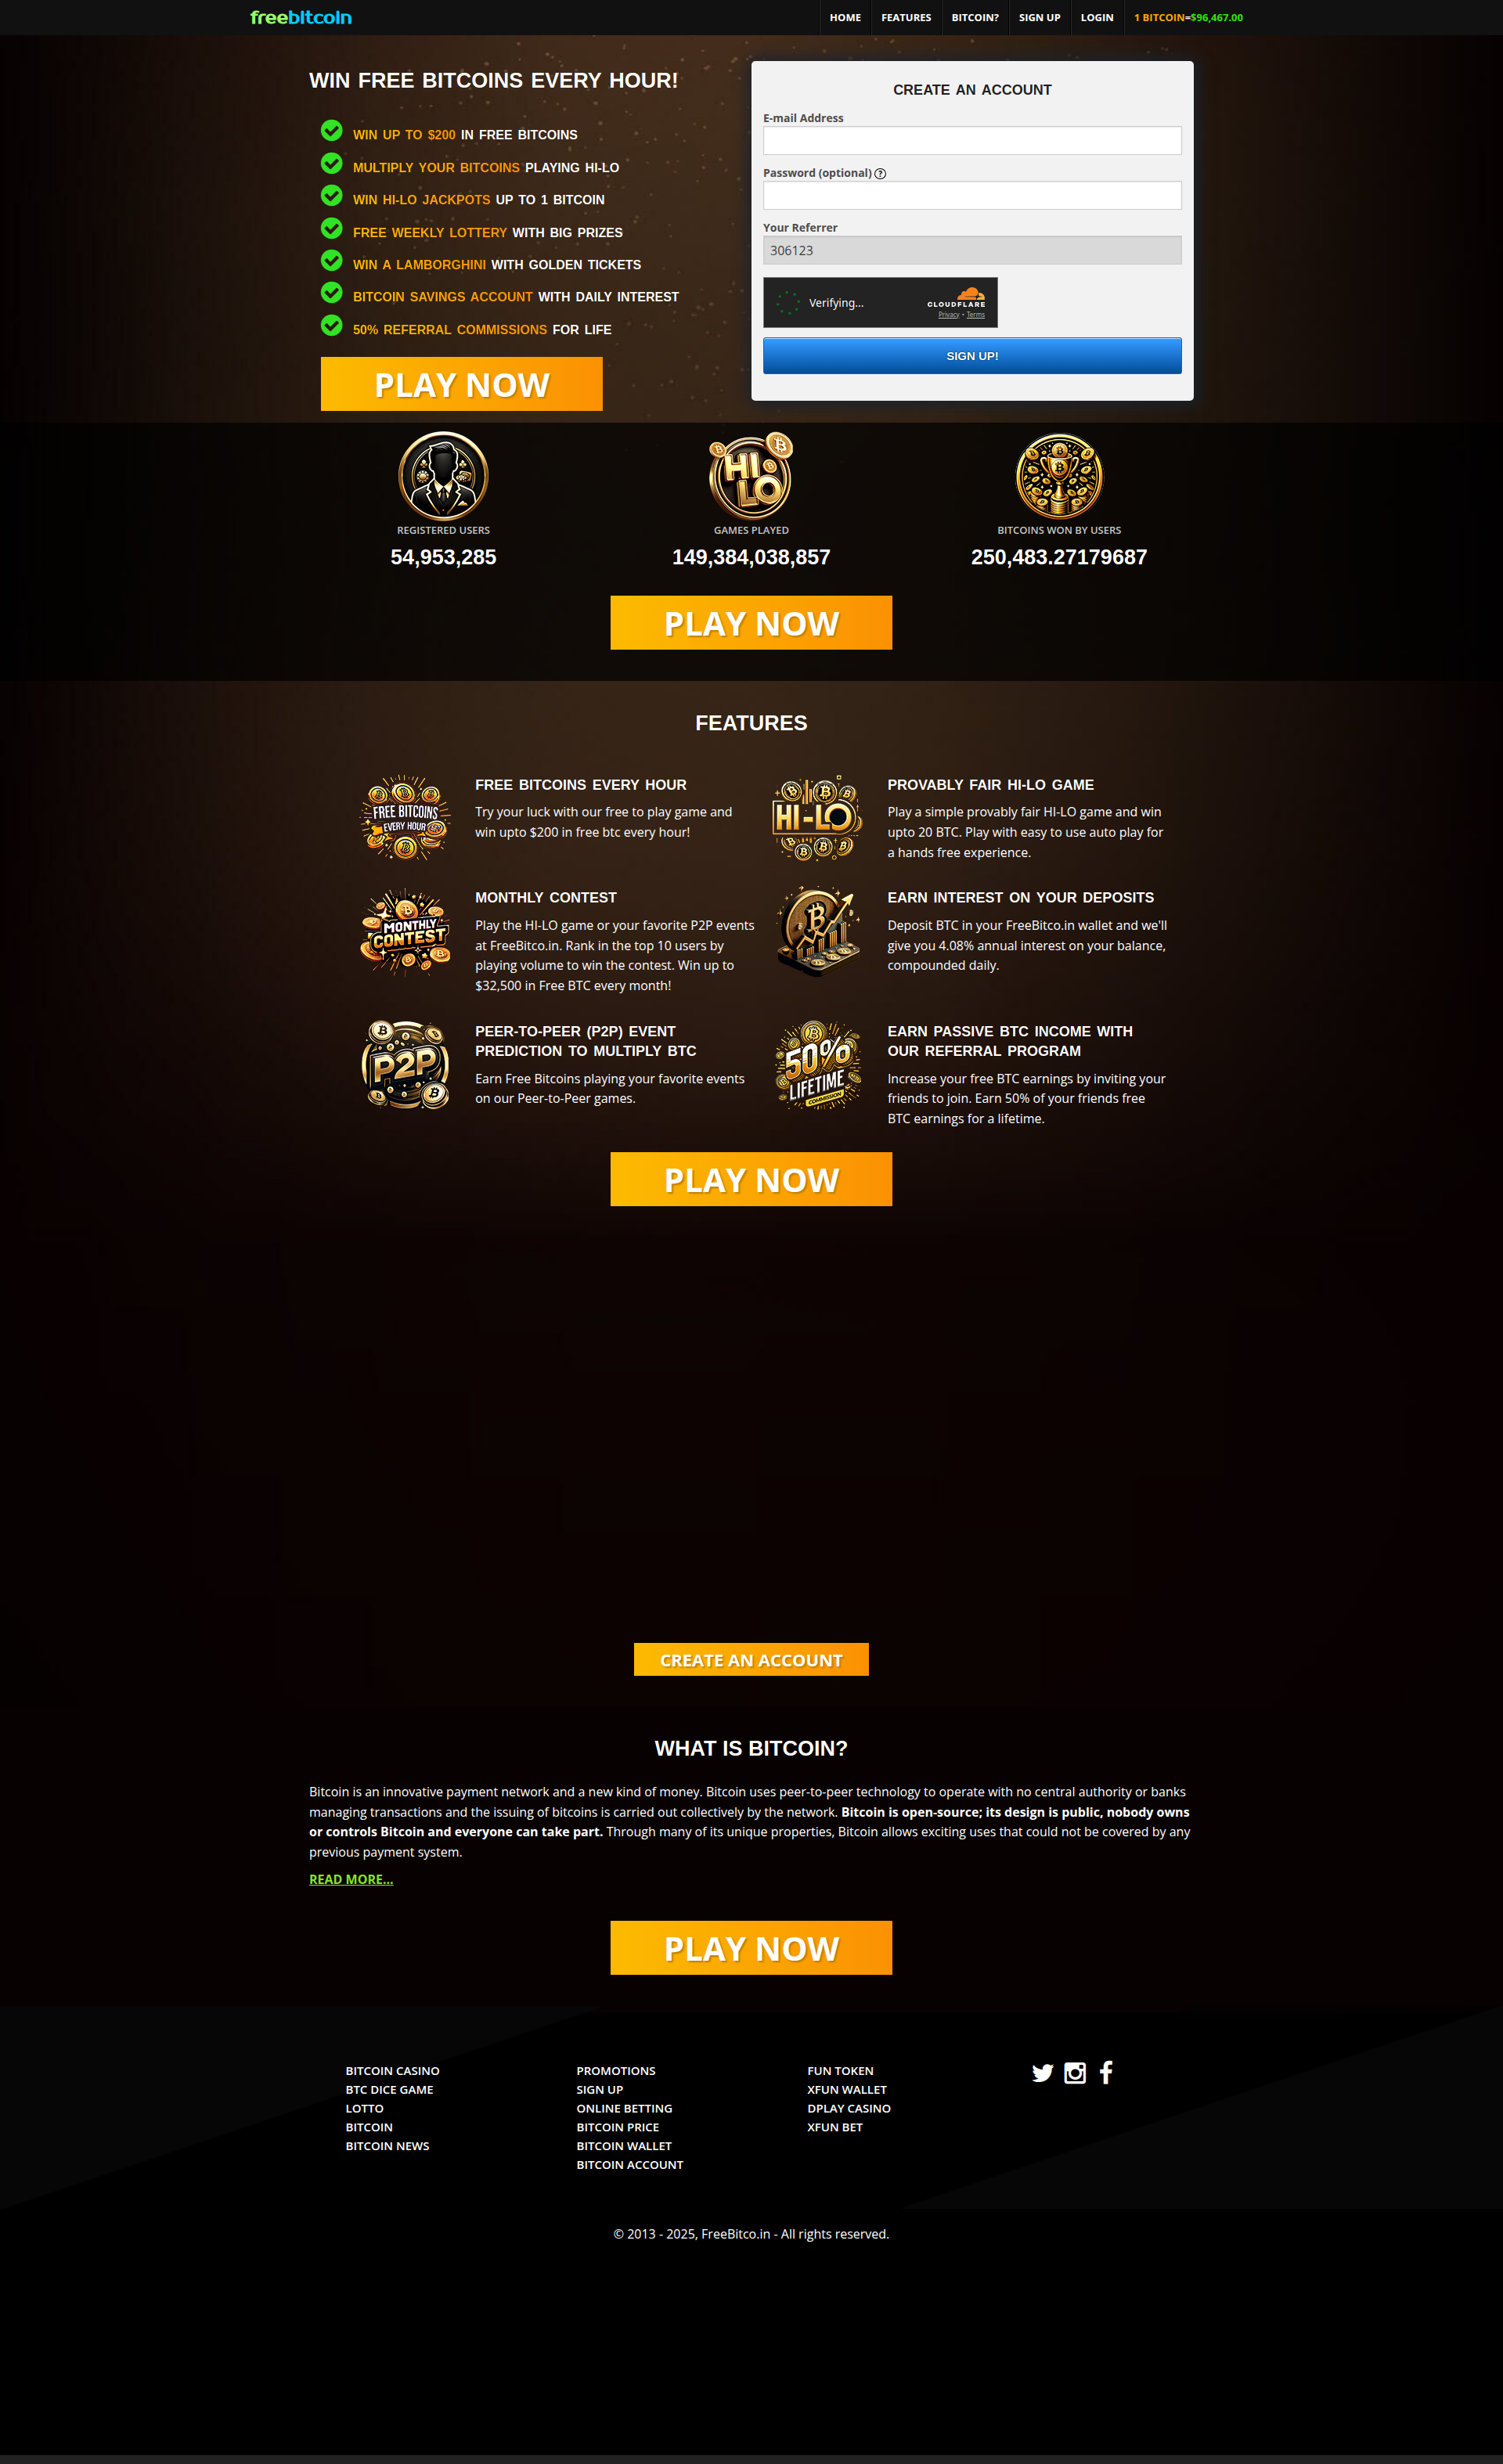 freebitcoin
HOME
FEATURES
BITCOIN?
SIGN UP
LOGIN
1 BITCOIN=$96,467.00
WIN FREE BITCOINS EVERY HOUR!
WIN UP TO $200 IN FREE BITCOINS
MULTIPLY YOUR BITCOINS PLAYING HI-LO
WIN HI-LO JACKPOTS UP TO 1 BITCOIN
FREE WEEKLY LOTTERY WITH BIG PRIZES
WIN A LAMBORGHINI WITH GOLDEN TICKETS
BITCOIN SAVINGS ACCOUNT WITH DAILY INTEREST
50% REFERRAL COMMISSIONS FOR LIFE
PLAY NOW
CREATE AN ACCOUNT
E-mail Address
Password (optional) ?
Your Referrer
306123
Verifying...
CLOUDFLARE
Privacy • Terms
SIGN UP!
HI
LO
REGISTERED USERS
54,953,285
GAMES PLAYED
149,384,038,857
BITCOINS WON BY USERS
250,483.27179687
PLAY NOW
FEATURES
FREE BITCOINS
EVERY HOUR
FREE BITCOINS EVERY HOUR
Try your luck with our free to play game and
win upto $200 in free btc every hour!
HI-LO
PROVABLY FAIR HI-LO GAME
Play a simple provably fair HI-LO game and win
upto 20 BTC. Play with easy to use auto play for
a hands free experience.
MONTHLY
CONTEST
MONTHLY CONTEST
Play the HI-LO game or your favorite P2P events
at FreeBitco.in. Rank in the top 10 users by
playing volume to win the contest. Win up to
$32,500 in Free BTC every month!
EARN INTEREST ON YOUR DEPOSITS
Deposit BTC in your FreeBitco.in wallet and we'll
give you 4.08% annual interest on your balance,
compounded daily.
P2P
PEER-TO-PEER (P2P) EVENT
PREDICTION TO MULTIPLY BTC
Earn Free Bitcoins playing your favorite events
on our Peer-to-Peer games.
50%
LIFETIME
COMMISSION
EARN PASSIVE BTC INCOME WITH
OUR REFERRAL PROGRAM
Increase your free BTC earnings by inviting your
friends to join. Earn 50% of your friends free
BTC earnings for a lifetime.
PLAY NOW
CREATE AN ACCOUNT
WHAT IS BITCOIN?
Bitcoin is an innovative payment network and a new kind of money. Bitcoin uses peer-to-peer technology to operate with no central authority or banks
managing transactions and the issuing of bitcoins is carried out collectively by the network. Bitcoin is open-source; its design is public, nobody owns
or controls Bitcoin and everyone can take part. Through many of its unique properties, Bitcoin allows exciting uses that could not be covered by any
previous payment system.
READ MORE...
PLAY NOW
BITCOIN CASINO
BTC DICE GAME
LOTTO
BITCOIN
BITCOIN NEWS
PROMOTIONS
SIGN UP
ONLINE BETTING
BITCOIN PRICE
BITCOIN WALLET
BITCOIN ACCOUNT
FUN TOKEN
XFUN WALLET
DPLAY CASINO
XFUN BET
© 2013 - 2025, FreeBitco.in - All rights reserved.